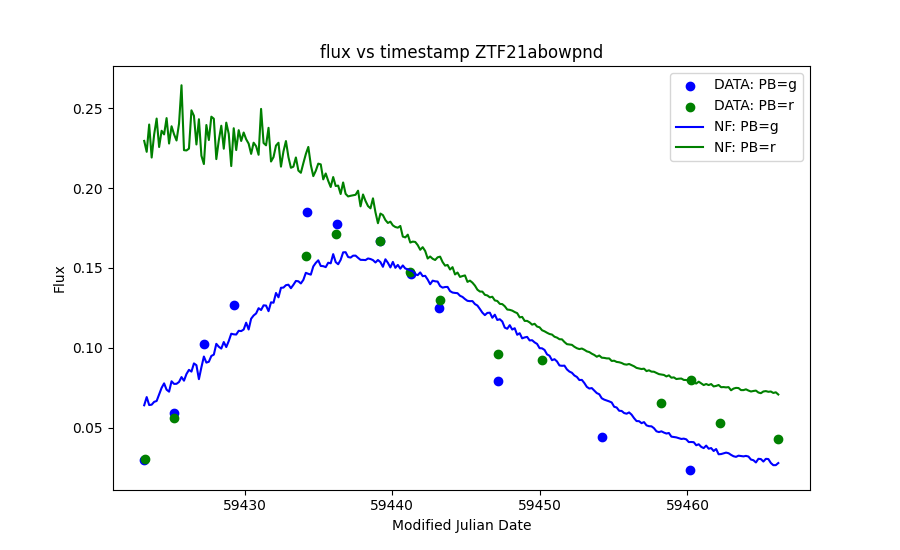 flux vs timestamp ZTF21abowpnd
DATA: PB=g
DATA: PB=r
NF: PB=g
NF: PB=r
0.25
0.20
0.15
0.10
0.05
Flux
59430 59440 59450 59460
Modified Julian Date